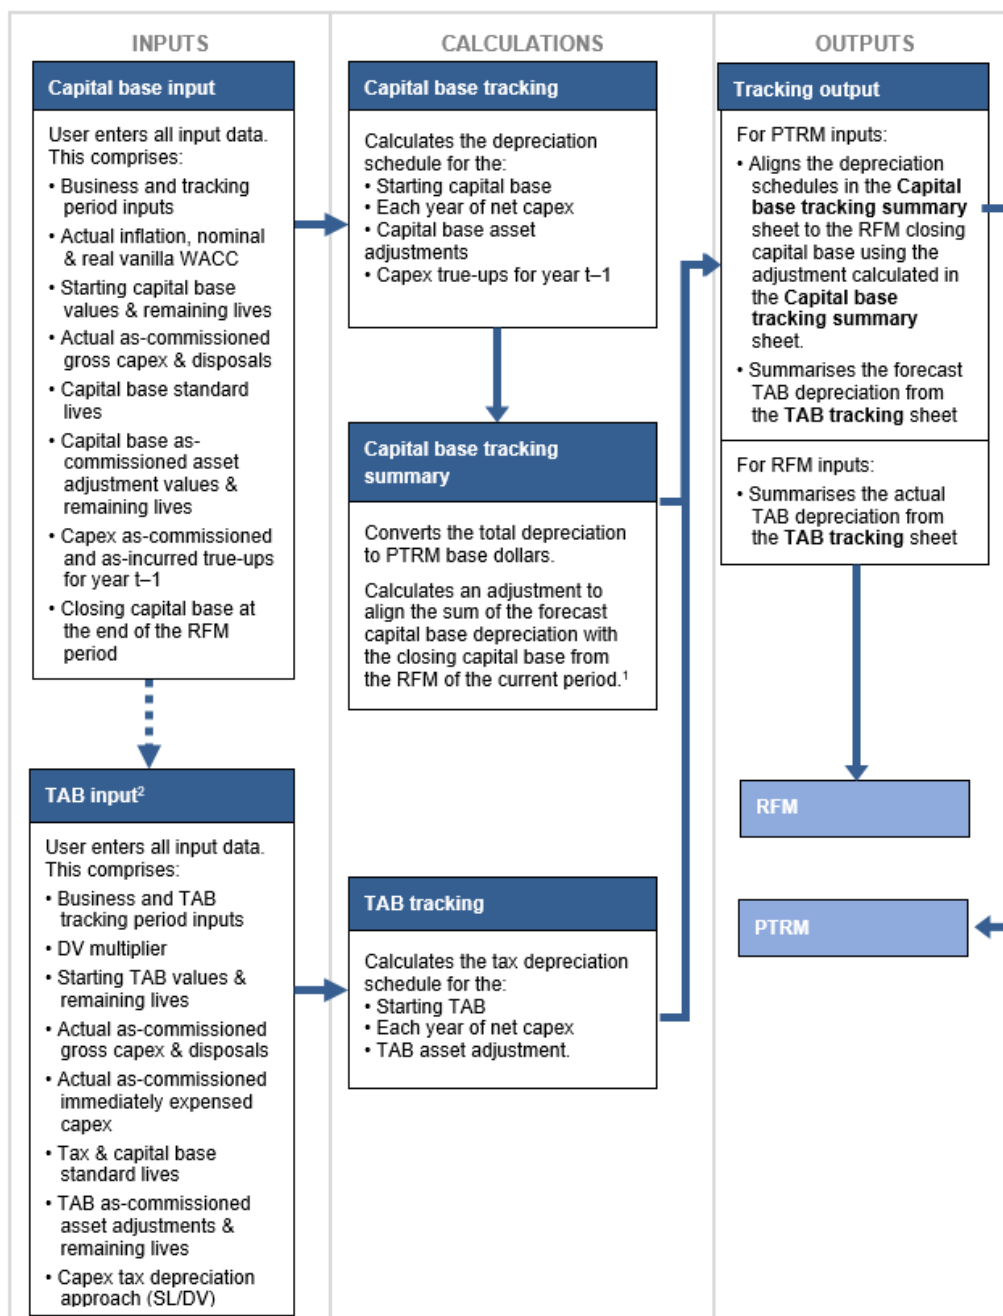 INPUTS
Capital base input
User enters all input data.
This comprises:
• Business and tracking
period inputs
• Actual inflation, nominal
& real vanilla WACC
• Starting capital base
values & remaining lives
• Actual as-commissioned
gross capex & disposals
• Capital base standard
lives
• Capital base as-
commissioned asset
adjustment values &
remaining lives
• Capex as-commissioned
and as-incurred true-ups
for year t–1
• Closing capital base at
the end of the RFM
period
TAB input²
User enters all input data.
This comprises:
• Business and TAB
tracking period inputs
• DV multiplier
• Starting TAB values &
remaining lives
• Actual as-commissioned
gross capex & disposals
• Actual as-commissioned
immediately expensed
capex
• Tax & capital base
standard lives
• TAB as-commissioned
asset adjustments &
remaining lives
• Capex tax depreciation
approach (SL/DV)
CALCULATIONS
Capital base tracking
Calculates the depreciation
schedule for the:
• Starting capital base
• Each year of net capex
• Capital base asset
adjustments
• Capex true-ups for year t–1
Capital base tracking
summary
Converts the total depreciation
to PTRM base dollars.
Calculates an adjustment to
align the sum of the forecast
capital base depreciation with
the closing capital base from
the RFM of the current period.¹
TAB tracking
Calculates the tax depreciation
schedule for the:
• Starting TAB
• Each year of net capex
• TAB asset adjustment.
OUTPUTS
Tracking output
For PTRM inputs:
• Aligns the depreciation
schedules in the Capital
base tracking summary
sheet to the RFM closing
capital base using the
adjustment calculated in
the Capital base
tracking summary
sheet.
• Summarises the forecast
TAB depreciation from
the TAB tracking sheet
For RFM inputs:
• Summarises the actual
TAB depreciation from
the TAB tracking sheet
RFM
PTRM